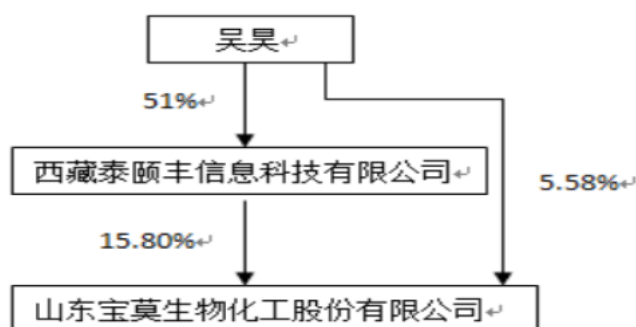 吴昊
51%
西藏泰颐丰信息科技有限公司
5.58%
15.80%
山东宝莫生物化工股份有限公司